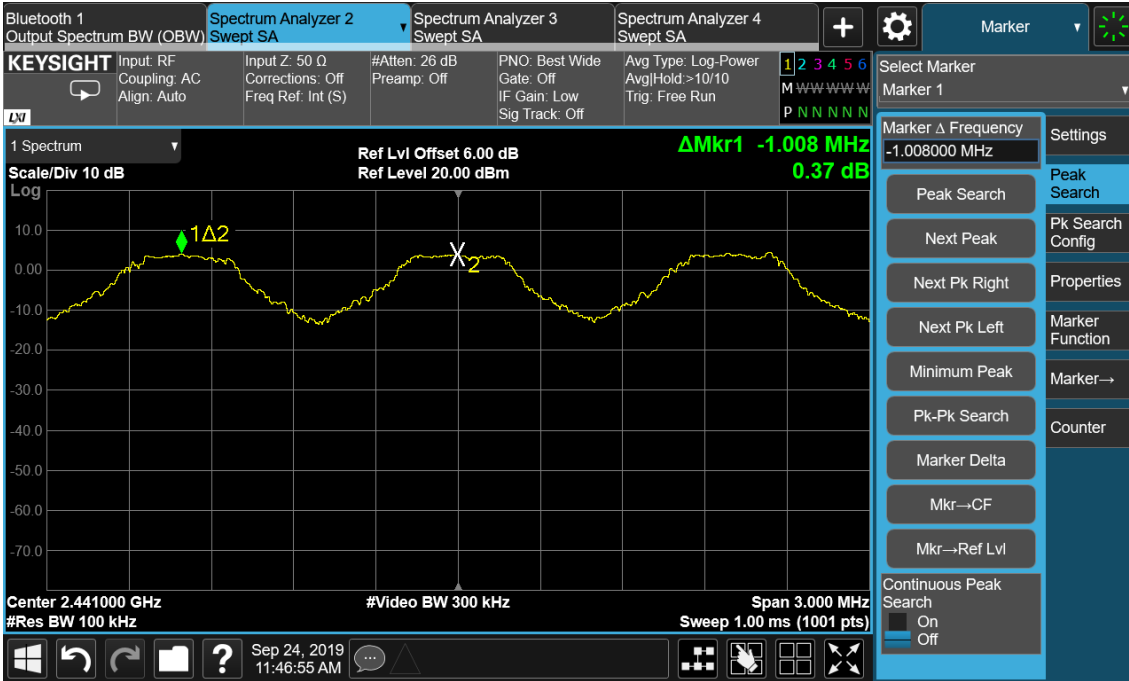 Bluetooth 1
Output Spectrum BW (OBW)
Spectrum Analyzer 2
Swept SA
Spectrum Analyzer 3
Swept SA
Spectrum Analyzer 4
Swept SA
+
Marker
KEYSIGHT
LXI
Input: RF
Coupling: AC
Align: Auto
Input Z: 50 Ω
Corrections: Off
Freq Ref: Int (S)
#Atten: 26 dB
Preamp: Off
PNO: Best Wide
Gate: Off
IF Gain: Low
Sig Track: Off
Avg Type: Log-Power
Avg|Hold:>10/10
Trig: Free Run
1 2 3 4 5 6
M W W W W W
P N N N N N
Select Marker
Marker 1
1 Spectrum
Scale/Div 10 dB
Log
Ref Lvl Offset 6.00 dB
Ref Level 20.00 dBm
ΔMkr1 -1.008 MHz
0.37 dB
10.0
0.00
-10.0
-20.0
-30.0
-40.0
-50.0
-60.0
-70.0
1Δ2
2
Center 2.441000 GHz
#Res BW 100 kHz
#Video BW 300 kHz
Span 3.000 MHz
Sweep 1.00 ms (1001 pts)
Marker Δ Frequency
-1.008000 MHz
Peak Search
Next Peak
Next Pk Right
Next Pk Left
Minimum Peak
Pk-Pk Search
Marker Delta
Mkr→CF
Mkr→Ref Lvl
Continuous Peak
Search
On
Off
Settings
Peak
Search
Pk Search
Config
Properties
Marker
Function
Marker→
Counter
?
Sep 24, 2019
11:46:55 AM